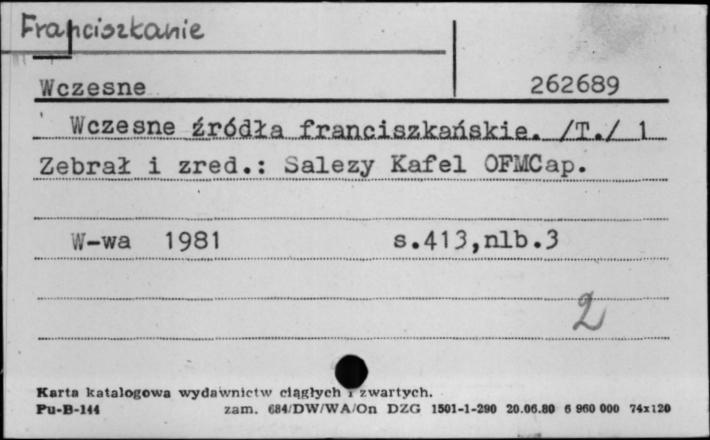 Franciszkanie
Wczesne 262689
Wczesne źródła franciszkańskie. /T./ 1
Zebrał i zred.: Salezy Kafel OFMCap.
W-wa 1981 s.413,nlb.3
2
Karta katalogowa wydawnictw ciągłych i zwartych.
Pu-B-144 zam. 684/DW/WA/On DZG 1501-1-290 20.06.80 6 960 000 74x120